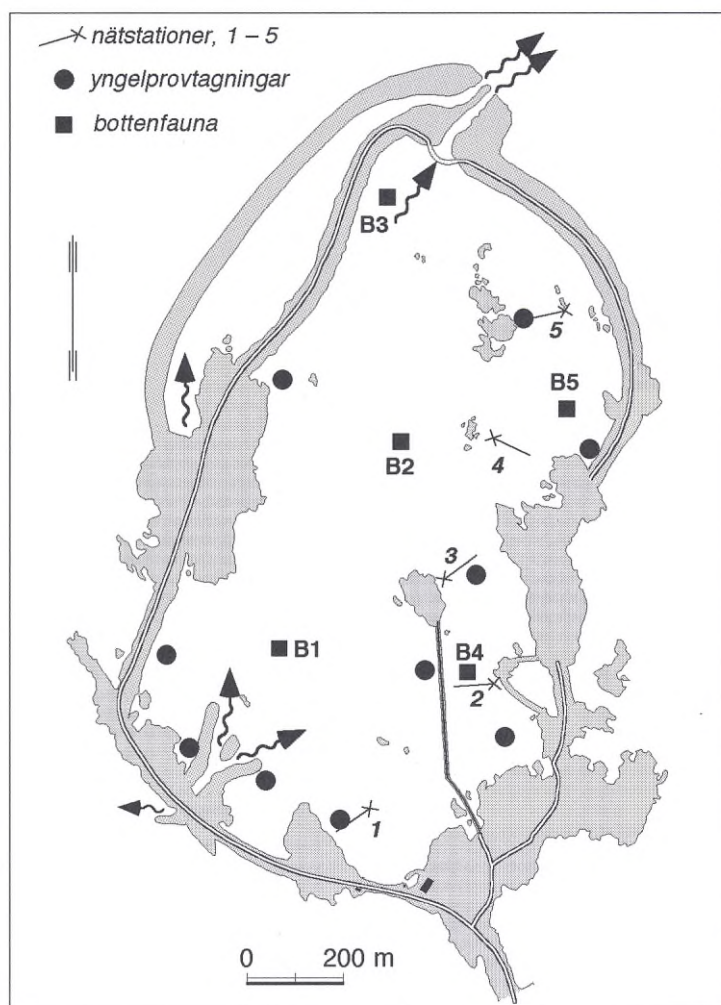 nätstationer, 1 – 5
yngelprovtagningar
bottenfauna
B3
5
B5
B2
4
3
B1
B4
2
1
0 200 m